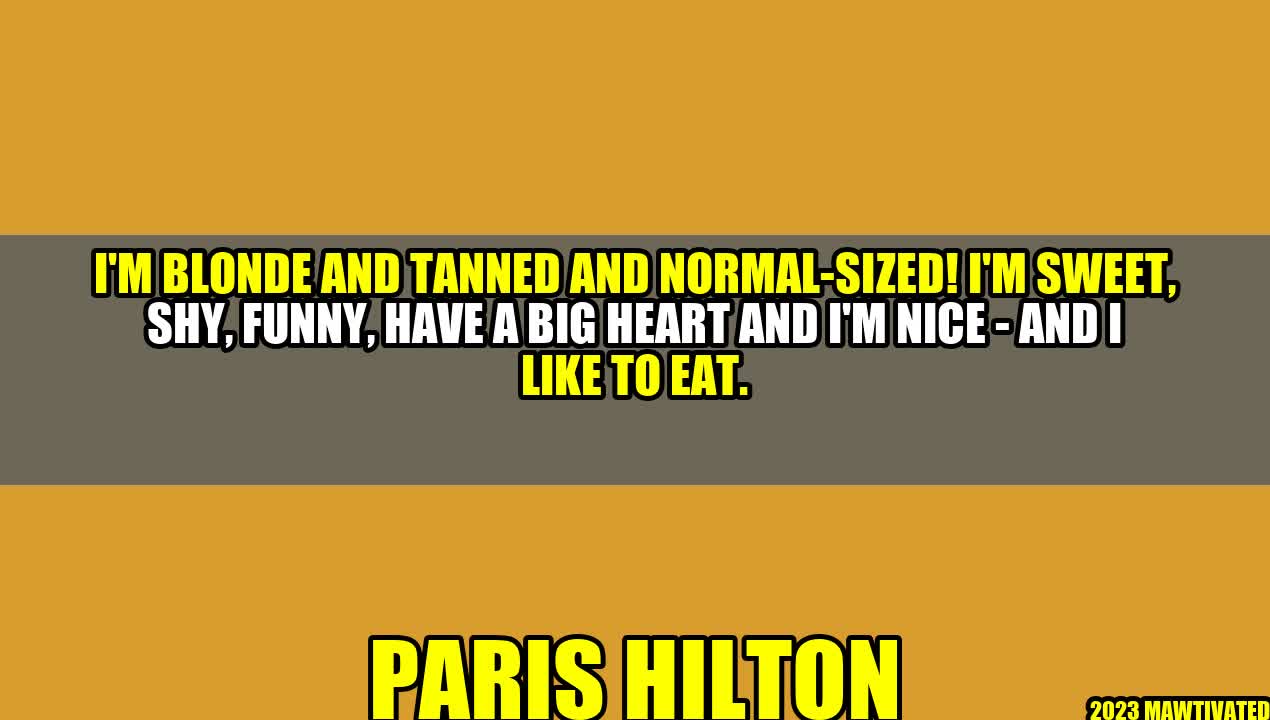 I'M BLONDE AND TANNED AND NORMAL-SIZED! I'M SWEET,
SHY, FUNNY, HAVE A BIG HEART AND I'M NICE - AND I
LIKE TO EAT.
PARIS HILTON
2023 MAWTIVATED